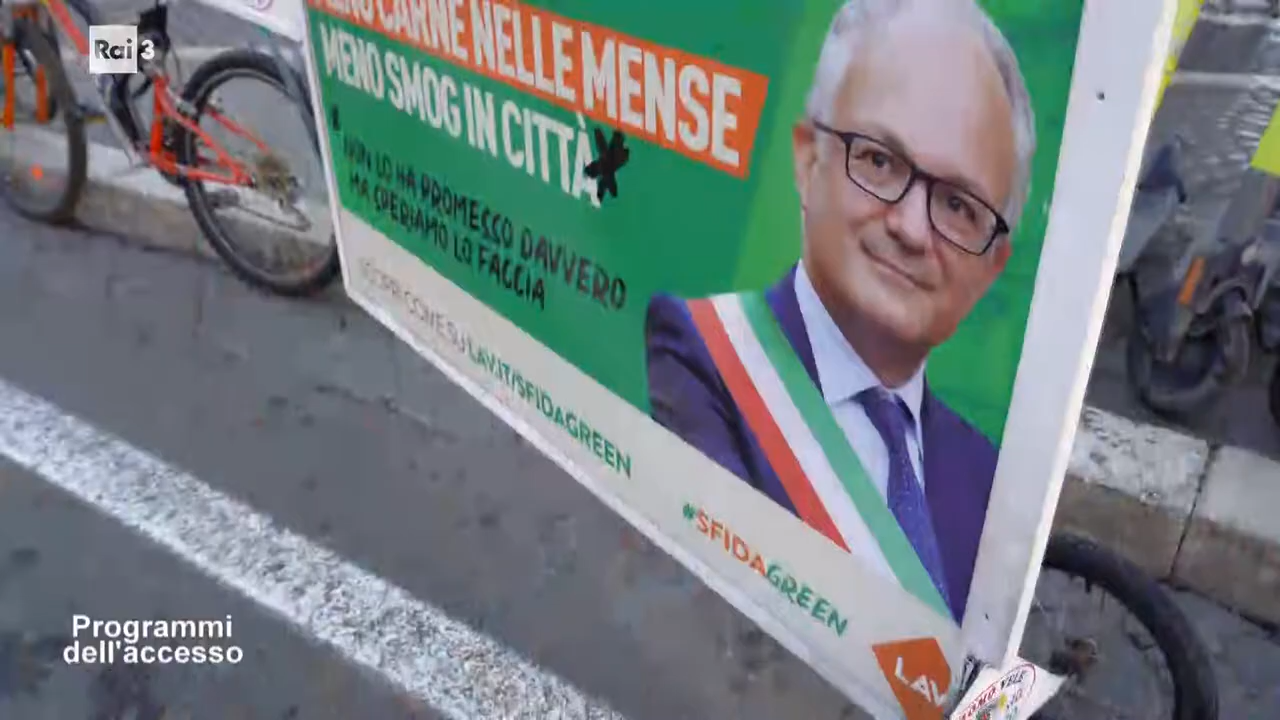 Rai 3
CARNE NELLE MENSE
MENO SMOG IN CITTÀ*
* NON LO HA PROMESSO DAVVERO
MA SPERIAMO LO FACCIA
SCOPRI COME SU LAV.IT/SFIDAGREEN
#SFIDAGREEN
LAV
Programmi
dell'accesso